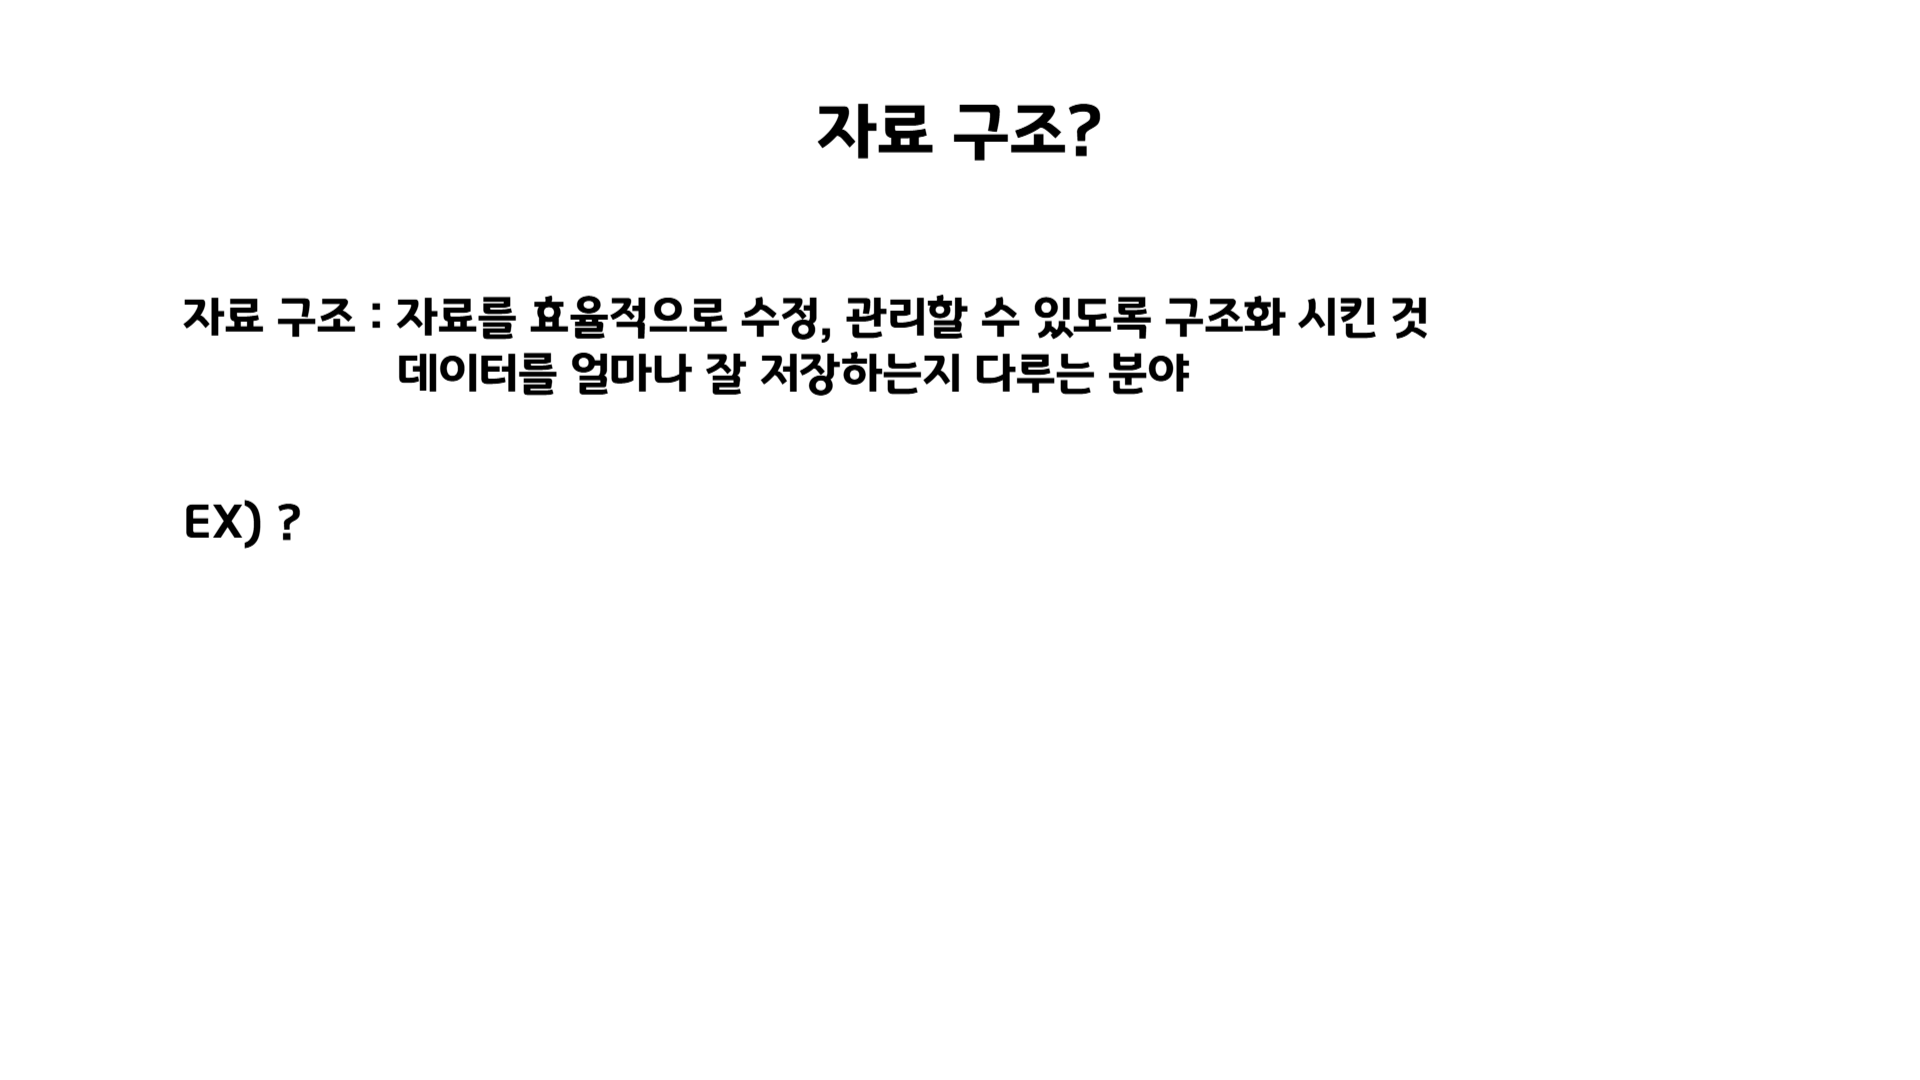 자료 구조?
자료 구조 : 자료를 효율적으로 수정, 관리할 수 있도록 구조화 시킨 것
데이터를 얼마나 잘 저장하는지 다루는 분야
EX) ?